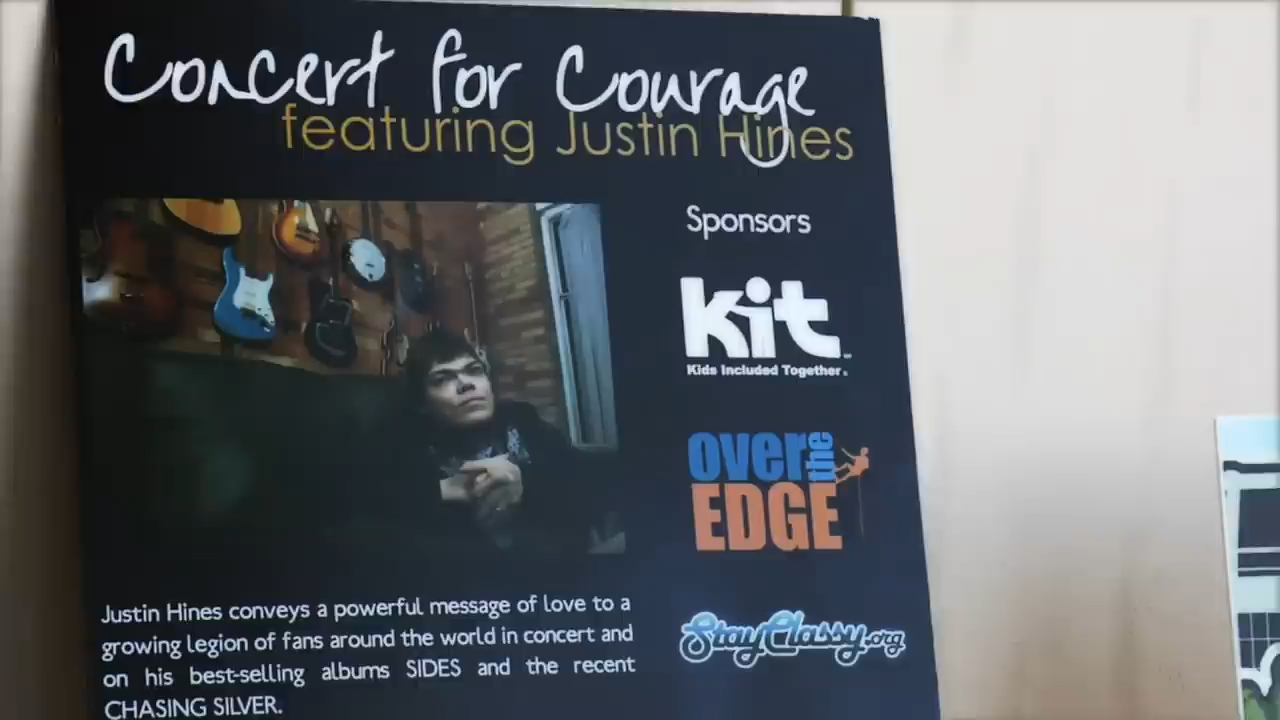 Concert for Courage
featuring Justin Hines
Sponsors
kit
Kids Included Together.
over the
EDGE
StayClassy.org
Justin Hines conveys a powerful message of love to a
growing legion of fans around the world in concert and
on his best-selling albums SIDES and the recent
CHASING SILVER.